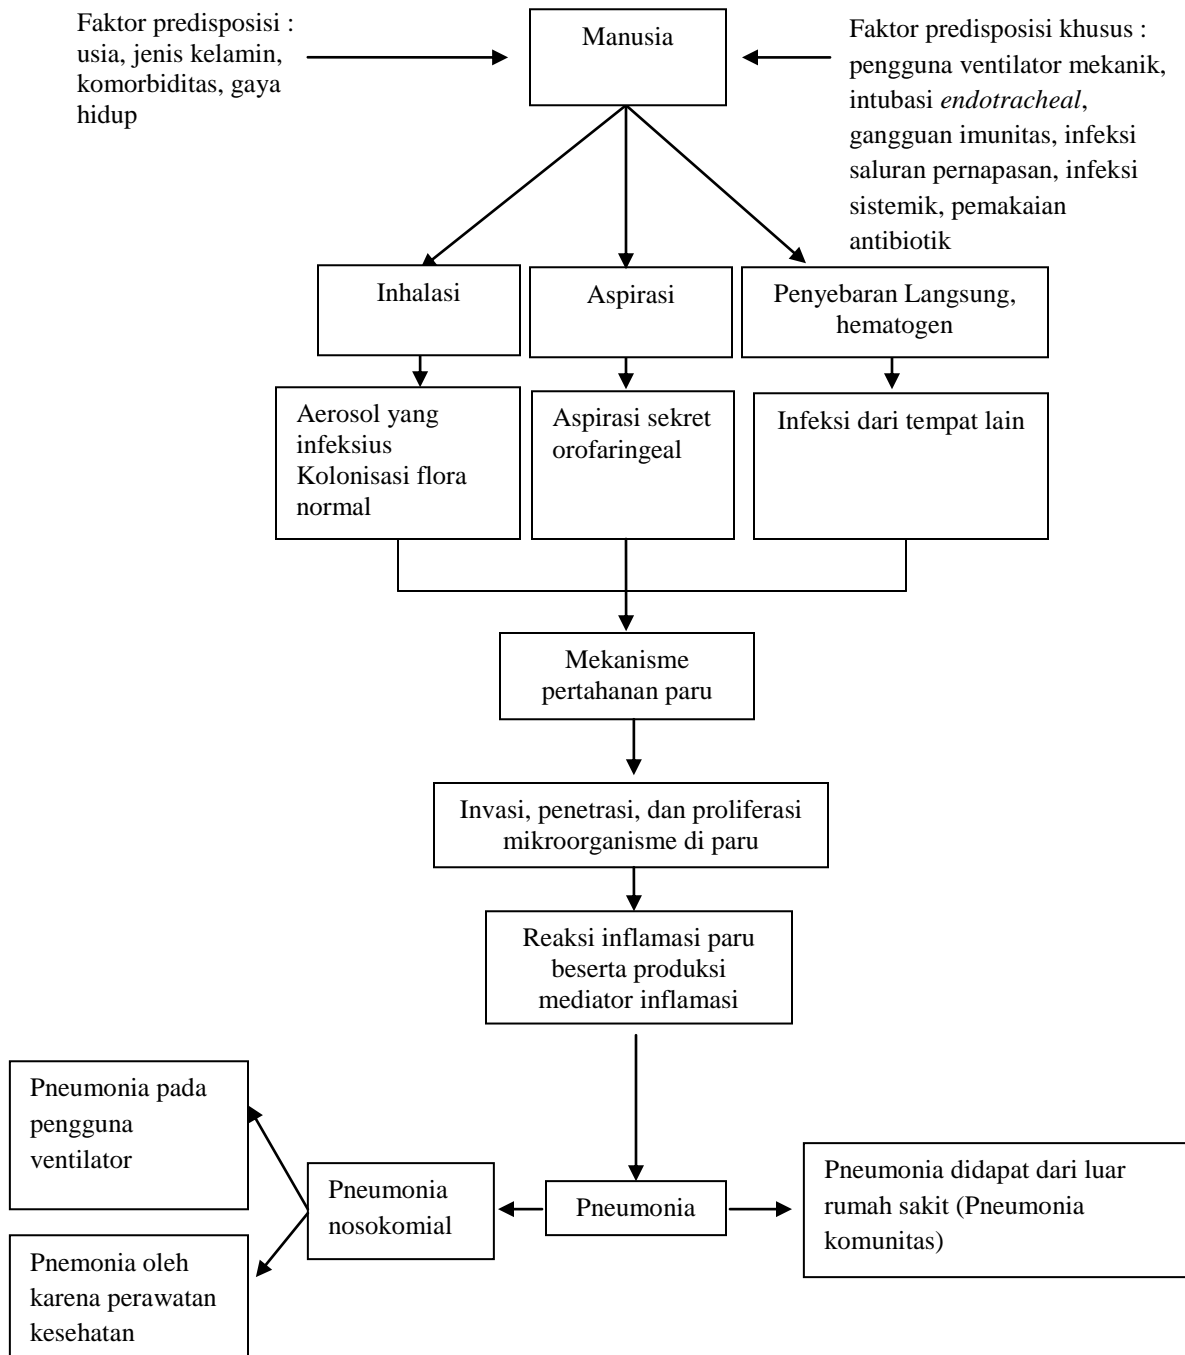 Faktor predisposisi :
usia, jenis kelamin,
komorbiditas, gaya
hidup
Manusia
Faktor predisposisi khusus :
pengguna ventilator mekanik,
intubasi endotracheal,
gangguan imunitas, infeksi
saluran pernapasan, infeksi
sistemik, pemakaian
antibiotik
Inhalasi
Aspirasi
Penyebaran Langsung,
hematogen
Aerosol yang
infeksius
Kolonisasi flora
normal
Aspirasi sekret
orofaringeal
Infeksi dari tempat lain
Mekanisme
pertahanan paru
Invasi, penetrasi, dan proliferasi
mikroorganisme di paru
Reaksi inflamasi paru
beserta produksi
mediator inflamasi
Pneumonia pada
pengguna
ventilator
Pneumonia
nosokomial
Pneumonia
Pneumonia didapat dari luar
rumah sakit (Pneumonia
komunitas)
Pnemonia oleh
karena perawatan
kesehatan